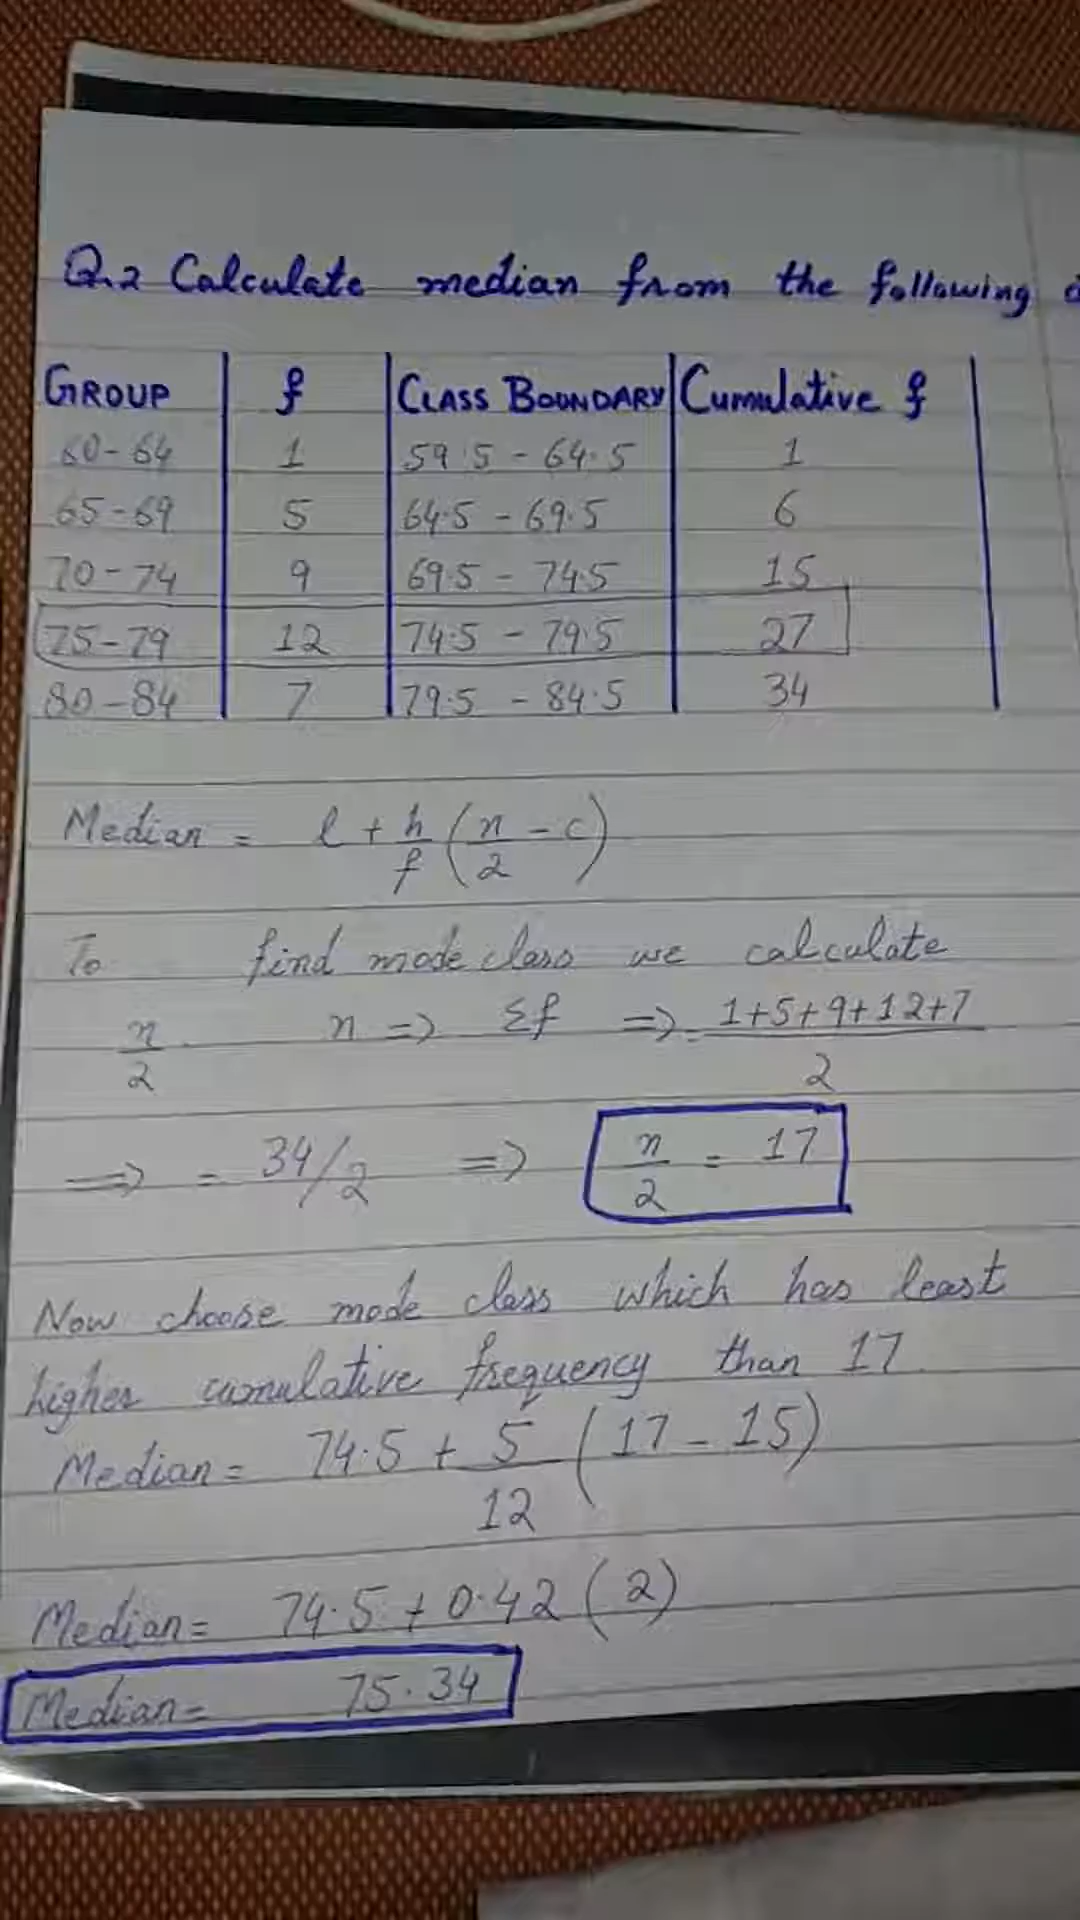 Q.2 Calculate median from the following
GROUP f CLASS BOUNDARY Cumulative f
60-64 1 59.5 - 64.5 1
65-69 5 64.5 - 69.5 6
70-74 9 69.5 - 74.5 15
75-79 12 74.5 - 79.5 27
80-84 7 79.5 - 84.5 34
Median = l + h/f (n/2 - c)
To find mode class we calculate
n/2 n => Σf => 1+5+9+12+7 / 2
=> = 34/2 => n/2 = 17
Now choose mode class which has least
higher cumulative frequency than 17.
Median = 74.5 + 5/12 (17 - 15)
Median = 74.5 + 0.42 (2)
Median = 75.34